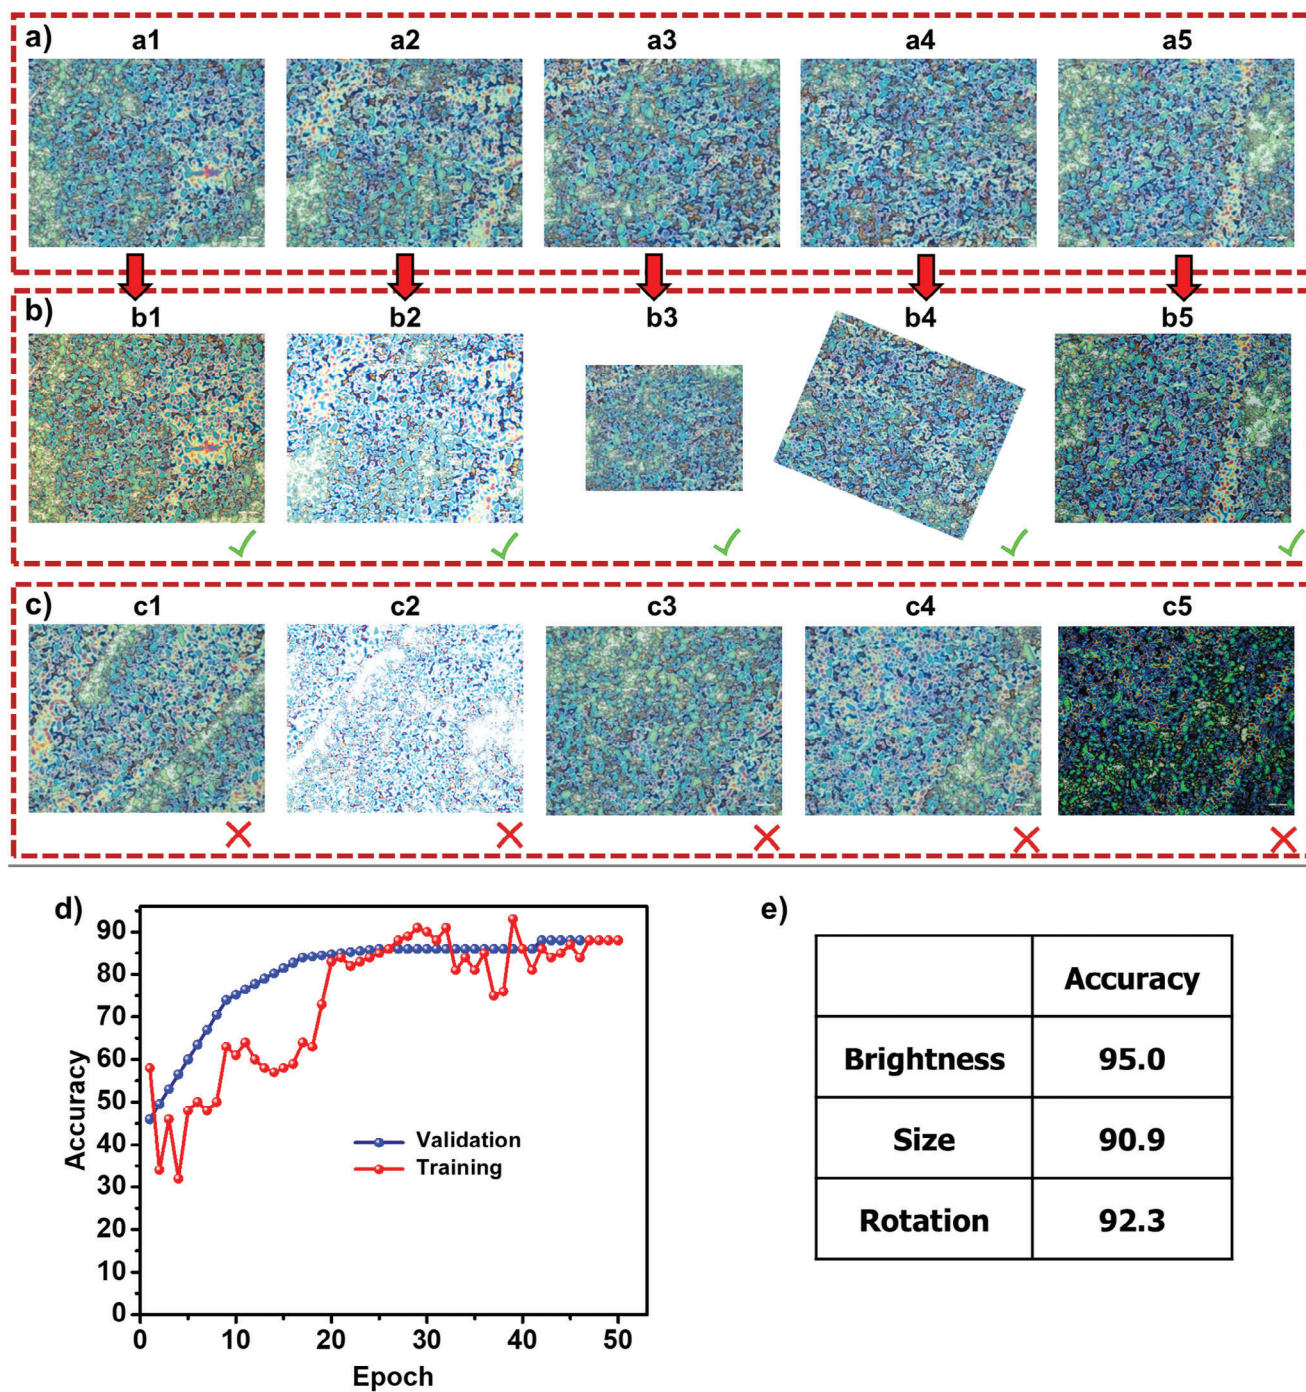 a)
a1 a2 a3 a4 a5
b)
b1 b2 b3 b4 b5
c)
c1 c2 c3 c4 c5
d)
90
80
70
60
50
40
30
20
10
0
Accuracy
Validation
Training
0 10 20 30 40 50
Epoch
e)
Accuracy
Brightness 95.0
Size 90.9
Rotation 92.3